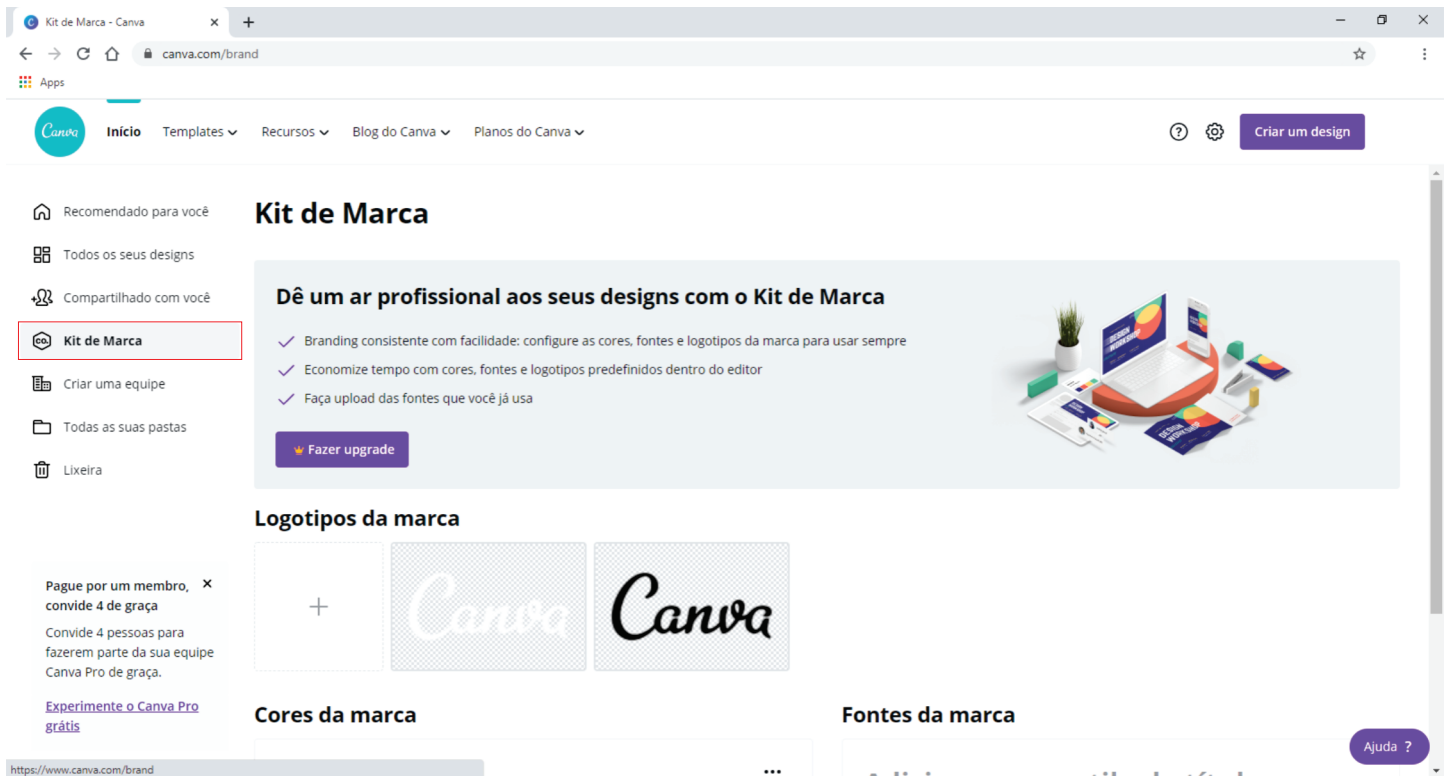 Kit de Marca - Canva
canva.com/brand
Apps
Canva
Início Templates Recursos Blog do Canva Planos do Canva
Criar um design
Recomendado para você
Todos os seus designs
Compartilhado com você
Kit de Marca
Criar uma equipe
Todas as suas pastas
Lixeira
Pague por um membro,
convide 4 de graça
Convide 4 pessoas para
fazerem parte da sua equipe
Canva Pro de graça.
Experimente o Canva Pro
grátis
Kit de Marca
Dê um ar profissional aos seus designs com o Kit de Marca
Branding consistente com facilidade: configure as cores, fontes e logotipos da marca para usar sempre
Economize tempo com cores, fontes e logotipos predefinidos dentro do editor
Faça upload das fontes que você já usa
Fazer upgrade
DESIGN
WORKSHOP
DESIGN
WORKSHOP
Logotipos da marca
Canva
Canva
Cores da marca
Fontes da marca
Ajuda ?
https://www.canva.com/brand